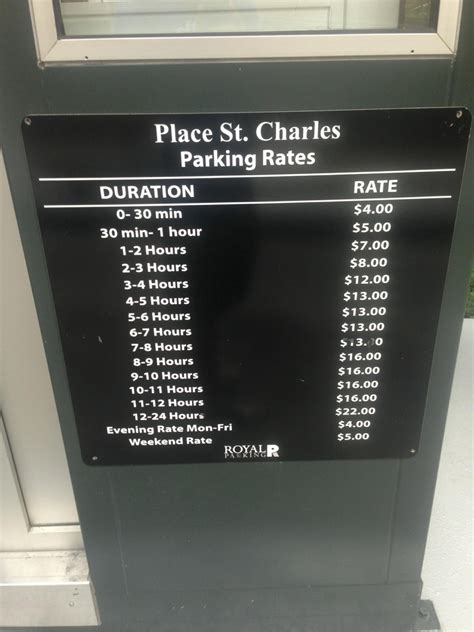 Place St. Charles
Parking Rates
DURATION RATE
0- 30 min $4.00
30 min- 1 hour $5.00
1-2 Hours $7.00
2-3 Hours $8.00
3-4 Hours $12.00
4-5 Hours $13.00
5-6 Hours $13.00
6-7 Hours $13.00
7-8 Hours $13.00
8-9 Hours $16.00
9-10 Hours $16.00
10-11 Hours $16.00
11-12 Hours $16.00
12-24 Hours $22.00
Evening Rate Mon-Fri $4.00
Weekend Rate $5.00
ROYAL
PARKING